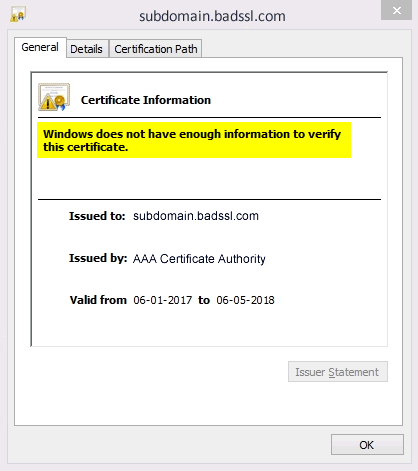 subdomain.badssl.com
General Details Certification Path
Certificate Information
Windows does not have enough information to verify
this certificate.
Issued to: subdomain.badssl.com
Issued by: AAA Certificate Authority
Valid from 06-01-2017 to 06-05-2018
Issuer Statement
OK